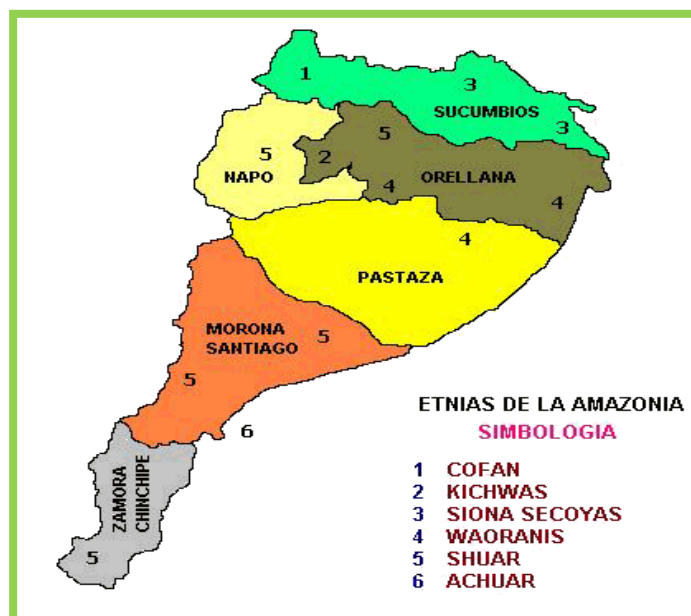 1
3
SUCUMBIOS
3
5
5
2
NAPO
ORELLANA
4
4
4
PASTAZA
MORONA
SANTIAGO
5
5
6
ZAMORA
CHINCHIPE
5
ETNIAS DE LA AMAZONIA
SIMBOLOGIA
1 COFAN
2 KICHWAS
3 SIONA SECOYAS
4 WAORANIS
5 SHUAR
6 ACHUAR